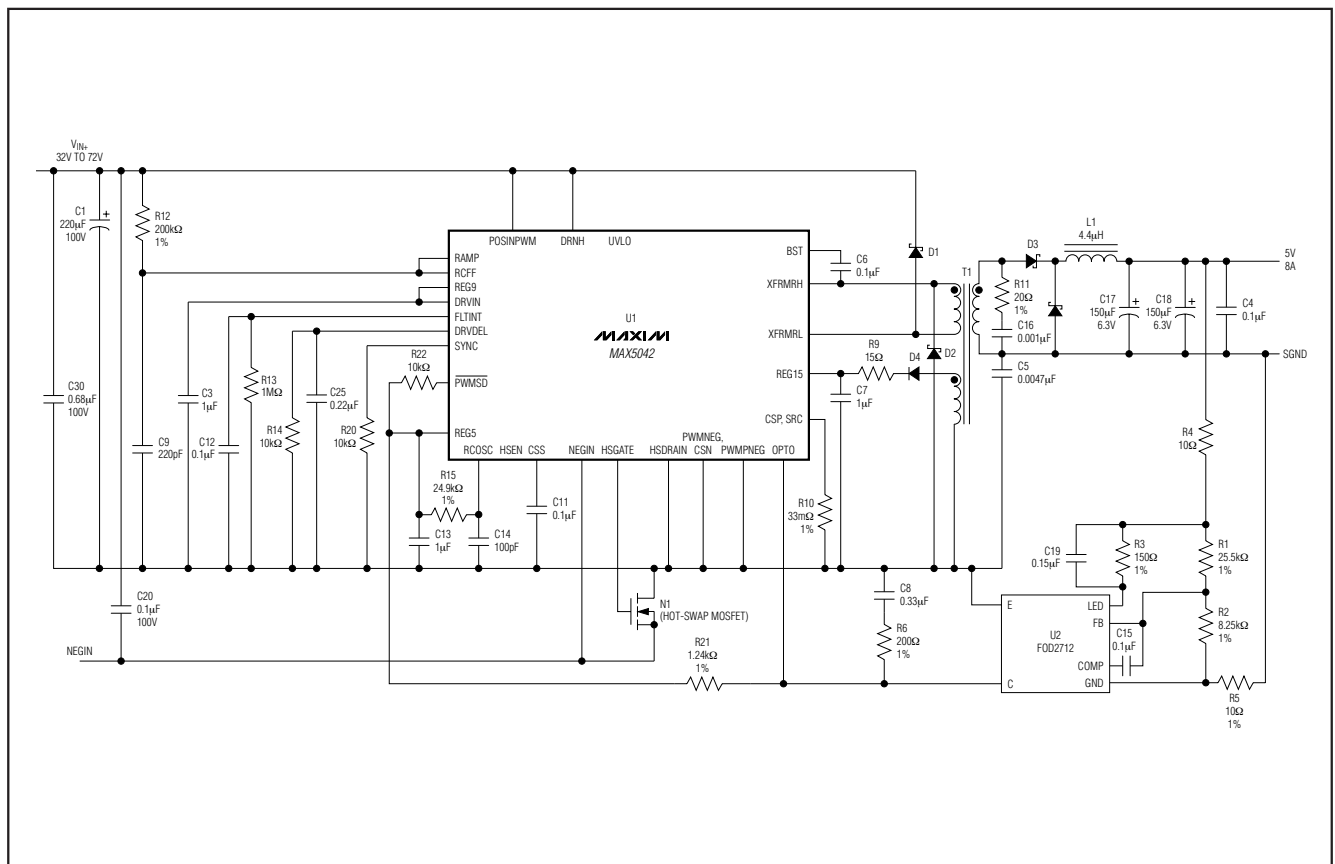 VIN+
32V TO 72V
C1
220µF
100V
R12
200kΩ
1%
C30
0.68µF
100V
C9
220pF
C3
1µF
C12
0.1µF
R13
1MΩ
R14
10kΩ
C25
0.22µF
R20
10kΩ
R22
10kΩ
POSINPWM DRNH UVLO
RAMP
RCFF
REG9
DRVIN
FLTINT
DRVDEL
SYNC
PWMSD
REG5
U1
MAXIM
MAX5042
BST
XFRMRH
XFRMRL
REG15
CSP, SRC
RCOSC HSEN CSS NEGIN HSGATE HSDRAIN PWMNEG, CSN PWMPNEG OPTO
R15
24.9kΩ
1%
C13
1µF
C14
100pF
C11
0.1µF
C6
0.1µF
D1
T1
D2
R9
15Ω
D4
C7
1µF
R10
33mΩ
1%
R11
20Ω
1%
C16
0.001µF
C5
0.0047µF
D3
L1
4.4µH
C17
150µF
6.3V
C18
150µF
6.3V
C4
0.1µF
5V
8A
SGND
R4
10Ω
C19
0.15µF
R3
150Ω
1%
R1
25.5kΩ
1%
R2
8.25kΩ
1%
C15
0.1µF
R5
10Ω
1%
E
C
LED
FB
COMP
GND
U2
FOD2712
C8
0.33µF
R6
200Ω
1%
R21
1.24kΩ
1%
N1
(HOT-SWAP MOSFET)
C20
0.1µF
100V
NEGIN